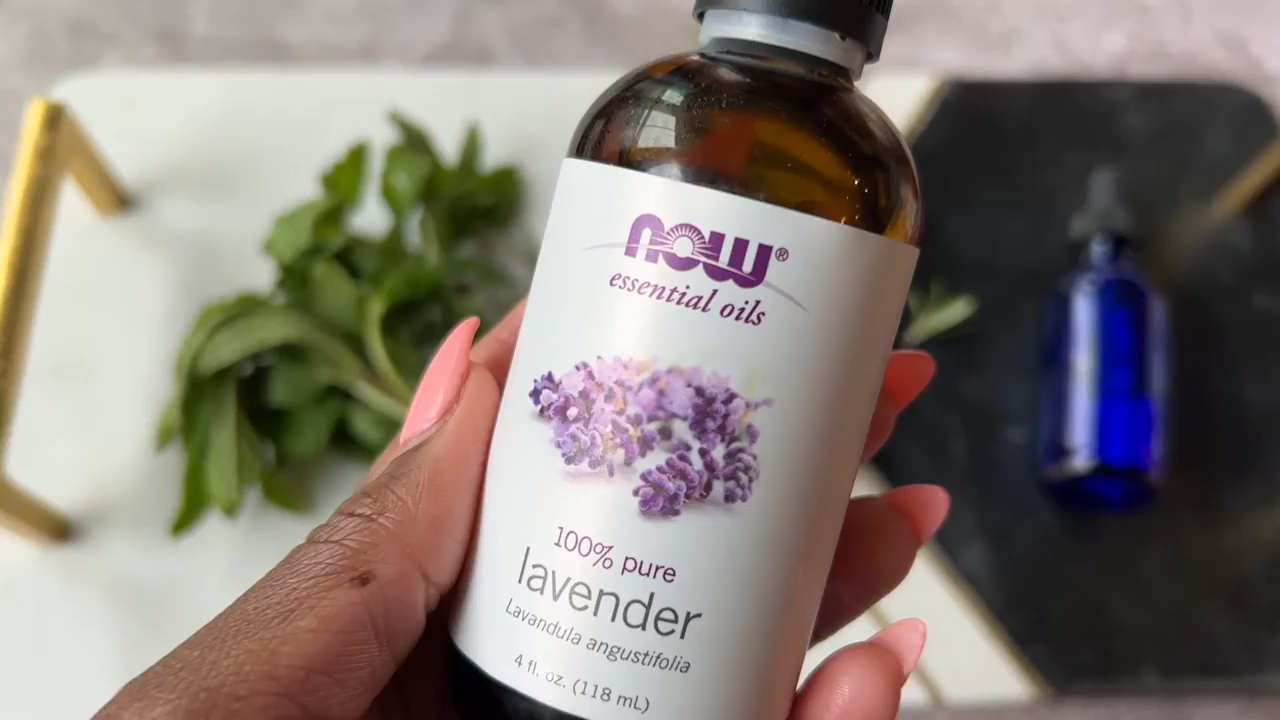 now®
essential oils
100% pure
lavender
Lavandula angustifolia
4 fl. oz. (118 mL)